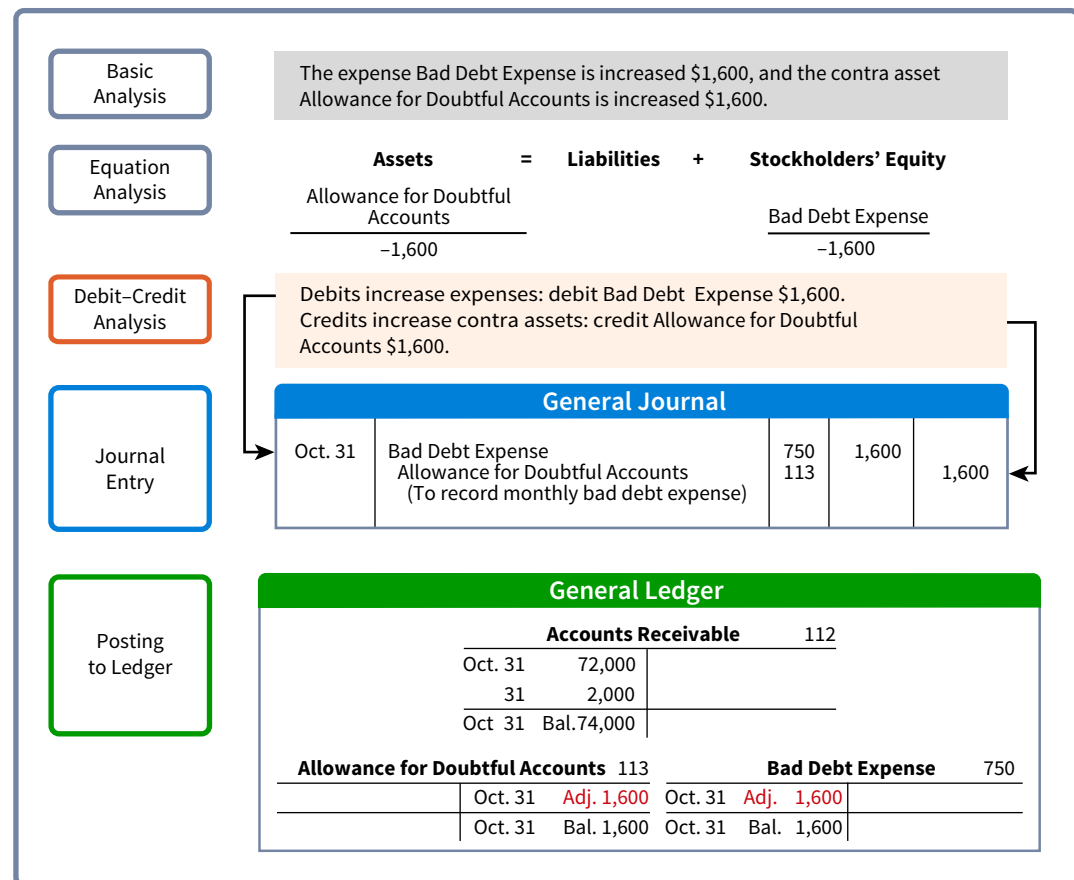 Basic
Analysis
The expense Bad Debt Expense is increased $1,600, and the contra asset
Allowance for Doubtful Accounts is increased $1,600.
Equation
Analysis
Assets = Liabilities + Stockholders’ Equity
Allowance for Doubtful
Accounts
Bad Debt Expense
–1,600 –1,600
Debit–Credit
Analysis
Debits increase expenses: debit Bad Debt Expense $1,600.
Credits increase contra assets: credit Allowance for Doubtful
Accounts $1,600.
Journal
Entry
General Journal
Oct. 31 Bad Debt Expense 750 1,600
Allowance for Doubtful Accounts 113 1,600
(To record monthly bad debt expense)
Posting
to Ledger
General Ledger
Accounts Receivable 112
Oct. 31 72,000
31 2,000
Oct 31 Bal.74,000
Allowance for Doubtful Accounts 113
Oct. 31 Adj. 1,600
Oct. 31 Bal. 1,600
Bad Debt Expense 750
Oct. 31 Adj. 1,600
Oct. 31 Bal. 1,600